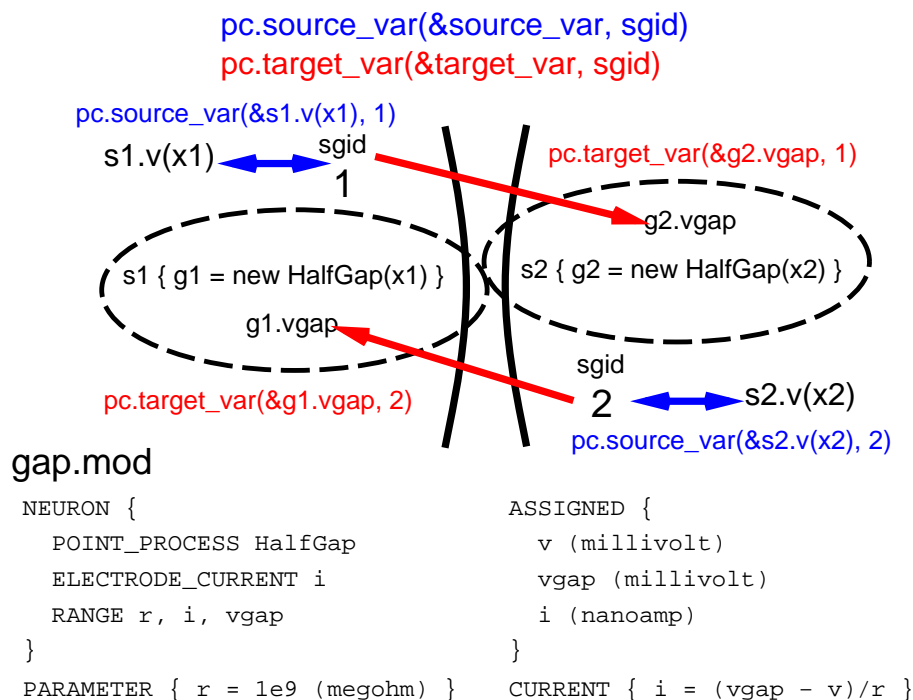 pc.source_var(&source_var, sgid)
pc.target_var(&target_var, sgid)
pc.source_var(&s1.v(x1), 1)
s1.v(x1)
sgid
1
pc.target_var(&g2.vgap, 1)
g2.vgap
s1 { g1 = new HalfGap(x1) }
s2 { g2 = new HalfGap(x2) }
g1.vgap
pc.target_var(&g1.vgap, 2)
sgid
2
s2.v(x2)
pc.source_var(&s2.v(x2), 2)
gap.mod
NEURON {
POINT_PROCESS HalfGap
ELECTRODE_CURRENT i
RANGE r, i, vgap
}
PARAMETER { r = 1e9 (megohm) }
ASSIGNED {
v (millivolt)
vgap (millivolt)
i (nanoamp)
}
CURRENT { i = (vgap - v)/r }